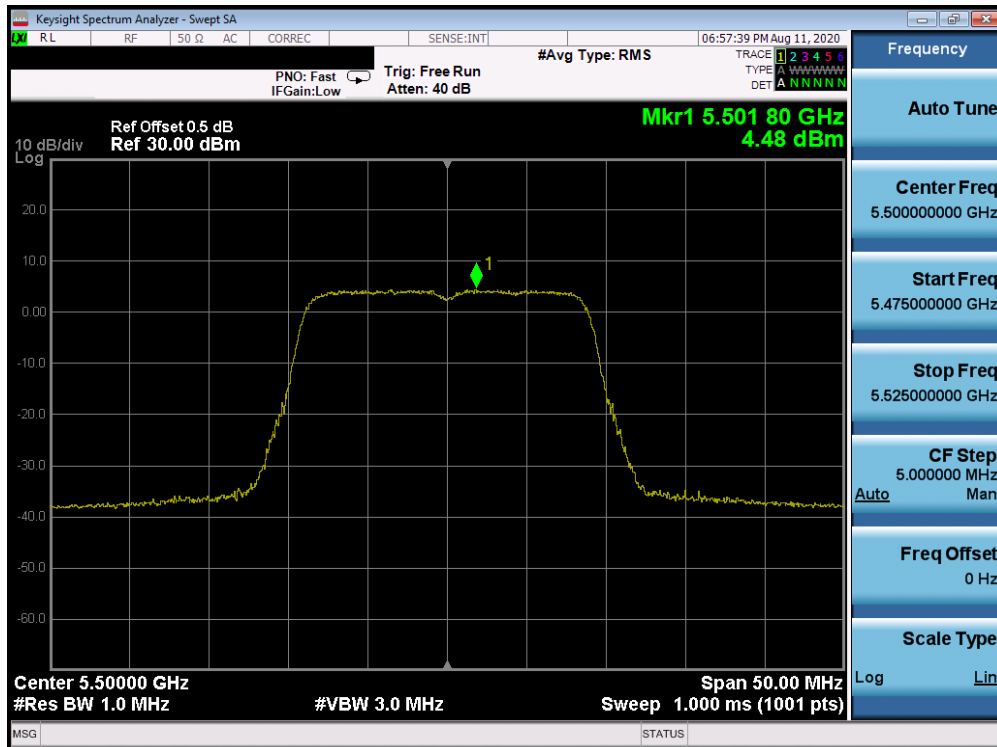 Keysight Spectrum Analyzer - Swept SA
LXI RL RF 50 Ω AC CORREC SENSE:INT 06:57:39 PM Aug 11, 2020
Frequency
#Avg Type: RMS
TRACE 1 2 3 4 5 6
PNO: Fast
Trig: Free Run
TYPE A WWWWW
IFGain:Low
Atten: 40 dB
DET A N N N N N
Auto Tune
Mkr1 5.501 80 GHz
4.48 dBm
Ref Offset 0.5 dB
10 dB/div Ref 30.00 dBm
Log
Center Freq
5.500000000 GHz
20.0
10.0
1
Start Freq
5.475000000 GHz
0.00
-10.0
Stop Freq
5.525000000 GHz
-20.0
-30.0
CF Step
5.000000 MHz
Auto Man
-40.0
-50.0
Freq Offset
0 Hz
-60.0
Scale Type
Log Lin
Center 5.50000 GHz Span 50.00 MHz
#Res BW 1.0 MHz #VBW 3.0 MHz Sweep 1.000 ms (1001 pts)
MSG STATUS